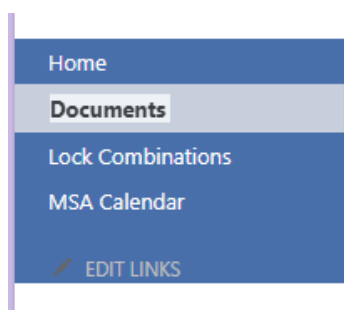 Home
Documents
Lock Combinations
MSA Calendar
EDIT LINKS